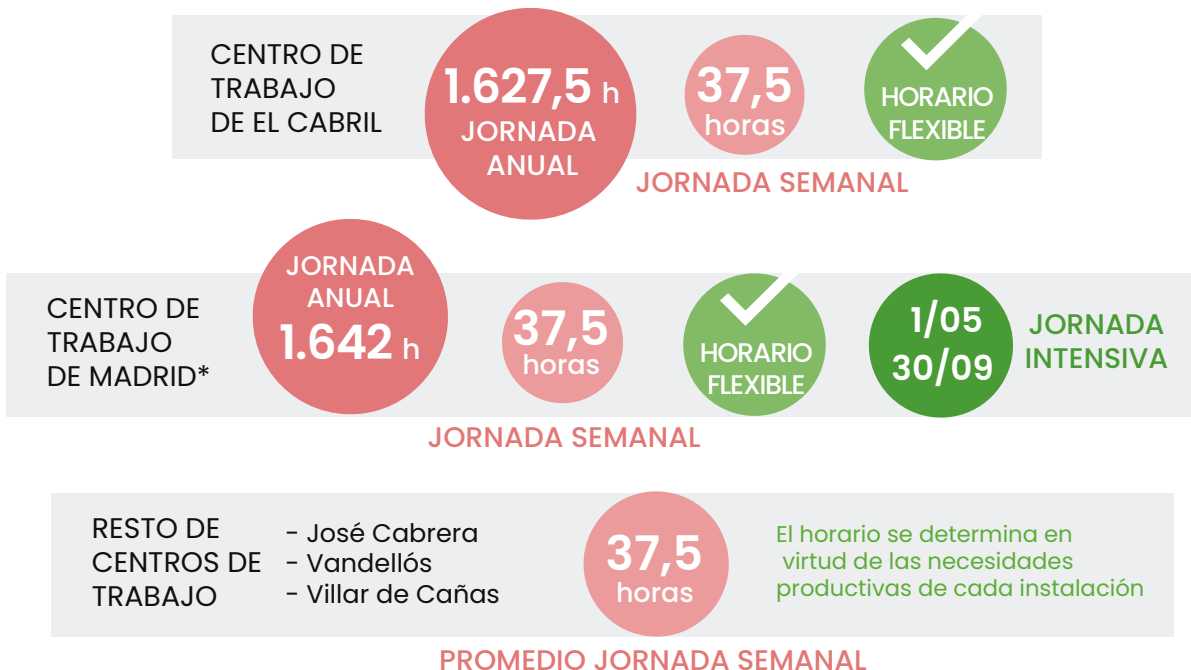 CENTRO DE
TRABAJO
DE EL CABRIL
1.627,5 h
JORNADA
ANUAL
37,5
horas
HORARIO
FLEXIBLE
JORNADA SEMANAL
CENTRO DE
TRABAJO
DE MADRID*
JORNADA
ANUAL
1.642 h
37,5
horas
HORARIO
FLEXIBLE
1/05
30/09
JORNADA
INTENSIVA
JORNADA SEMANAL
RESTO DE
CENTROS DE
TRABAJO
- José Cabrera
- Vandellós
- Villar de Cañas
37,5
horas
El horario se determina en
virtud de las necesidades
productivas de cada instalación
PROMEDIO JORNADA SEMANAL